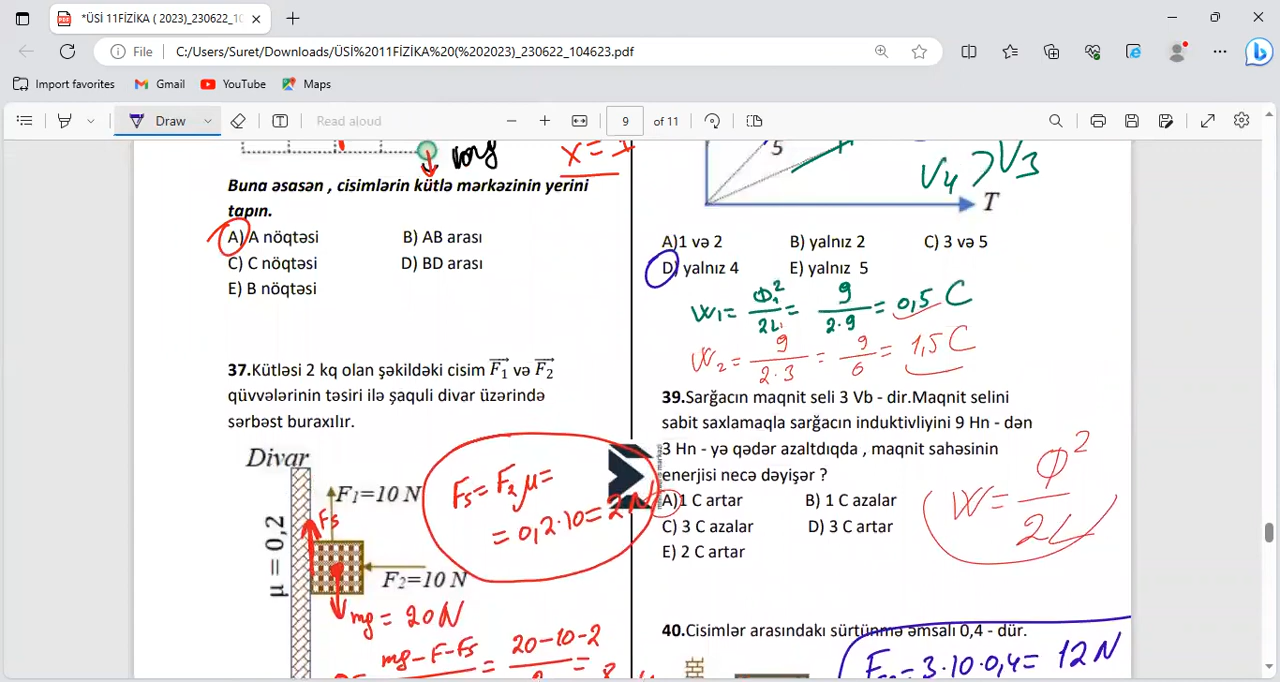 *ÜSİ 11FİZİKA ( 2023)_230622_10
File
C:/Users/Suret/Downloads/ÜSİ%2011FİZİKA%20(%202023)_230622_104623.pdf
Import favorites
Gmail
YouTube
Maps
Draw
Read aloud
9
of 11
x =
Buna əsasən , cisimlərin kütlə mərkəzinin yerini
tapın.
A) A nöqtəsi
B) AB arası
C) C nöqtəsi
D) BD arası
E) B nöqtəsi
37.Kütləsi 2 kq olan şəkildəki cisim F₁ və F₂
qüvvələrinin təsiri ilə şaquli divar üzərində
sərbəst buraxılır.
Divar
F₁=10 N
Fs
μ = 0,2
F₂=10 N
mg = 20N
Fs = F₂μ =
= 0,2·10 = 2N
mg-F-Fs
20-10-2
5
V4 > V3
T
A)1 və 2
B) yalnız 2
C) 3 və 5
D) yalnız 4
E) yalnız 5
W₁ = Φ₁²/2L₁ = 9/2·9 = 0,5 C
W₂ = 9/2·3 = 9/6 = 1,5 C
39.Sarğacın maqnit seli 3 Vb - dir.Maqnit selini
sabit saxlamaqla sarğacın induktivliyini 9 Hn - dən
3 Hn - yə qədər azaltdıqda , maqnit sahəsinin
enerjisi necə dəyişər ?
A)1 C artar
B) 1 C azalar
C) 3 C azalar
D) 3 C artar
E) 2 C artar
W = Φ²/2L
40.Cisimlər arasındakı sürtünmə əmsalı 0,4 - dür.
= 3·10·0,4 = 12N